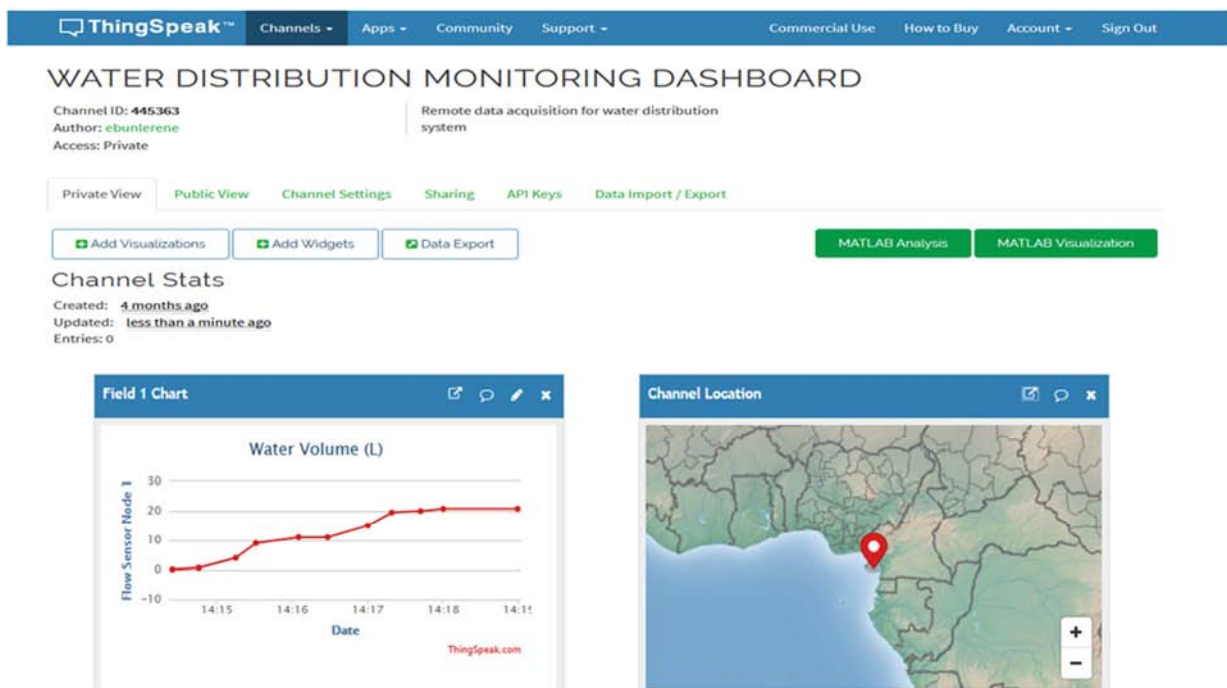 ThingSpeak™ Channels Apps Community Support Commercial Use How to Buy Account Sign Out
WATER DISTRIBUTION MONITORING DASHBOARD
Channel ID: 445363
Author: ebunlerene
Access: Private
Remote data acquisition for water distribution
system
Private View Public View Channel Settings Sharing API Keys Data Import / Export
Add Visualizations Add Widgets Data Export MATLAB Analysis MATLAB Visualization
Channel Stats
Created: 4 months ago
Updated: less than a minute ago
Entries: 0
Field 1 Chart
Water Volume (L)
Flow Sensor Node 1
30
20
10
0
-10
14:15 14:16 14:17 14:18 14:1
Date
ThingSpeak.com
Channel Location
+
−